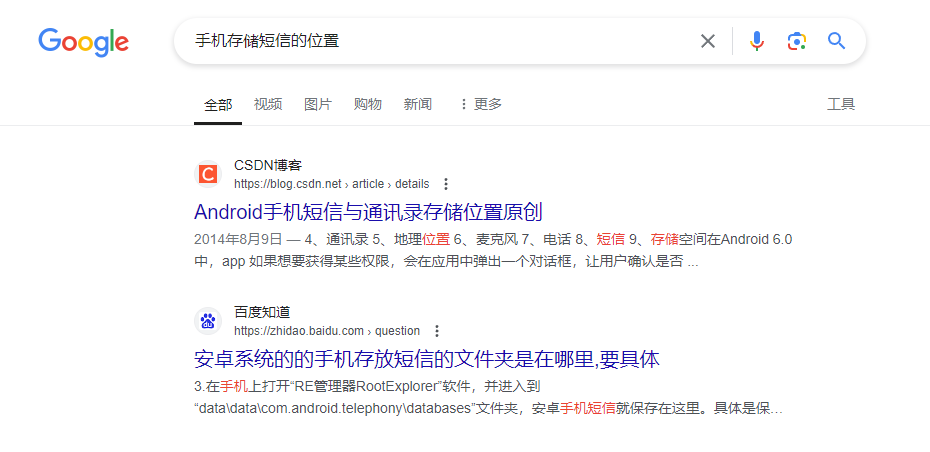 Google
手机存储短信的位置
全部 视频 图片 购物 新闻 更多 工具
CSDN博客
https://blog.csdn.net › article › details
Android手机短信与通讯录存储位置原创
2014年8月9日 — 4、通讯录 5、地理位置 6、麦克风 7、电话 8、短信 9、存储空间在Android 6.0
中，app 如果想要获得某些权限，会在应用中弹出一个对话框，让用户确认是否 ...
百度知道
https://zhidao.baidu.com › question
安卓系统的的手机存放短信的文件夹是在哪里,要具体
3.在手机上打开“RE管理器RootExplorer”软件，并进入到
“data\data\com.android.telephony\databases”文件夹，安卓手机短信就保存在这里。具体是保...